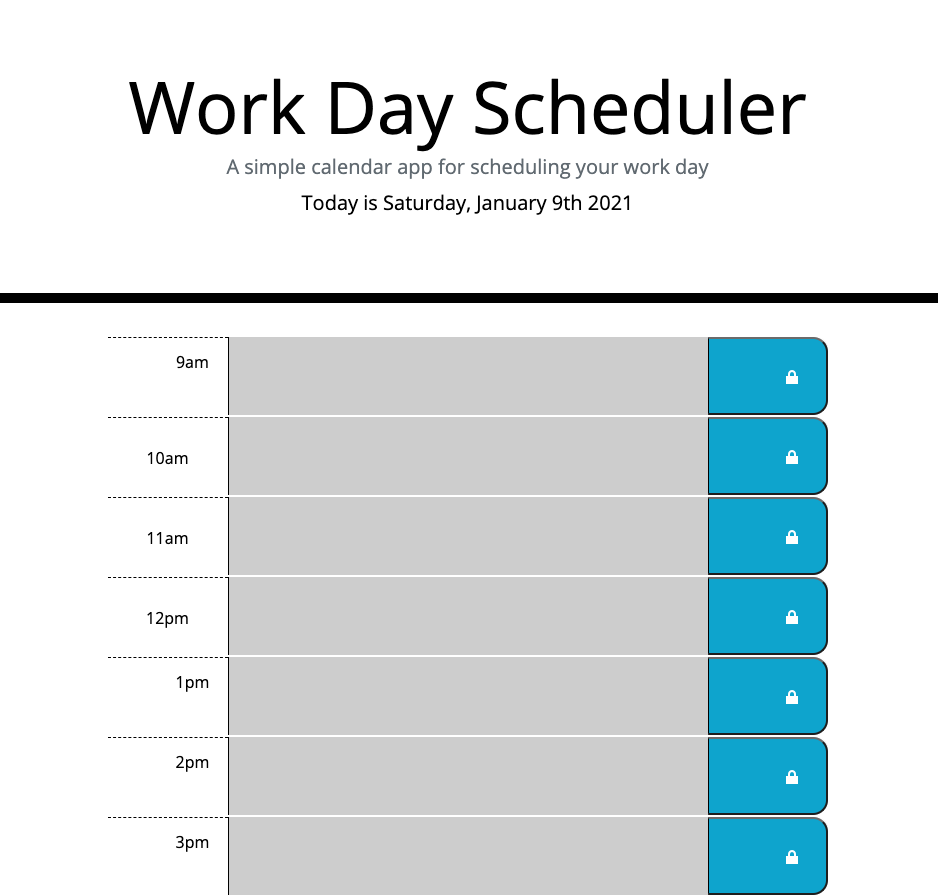 Work Day Scheduler
A simple calendar app for scheduling your work day
Today is Saturday, January 9th 2021
9am
10am
11am
12pm
1pm
2pm
3pm